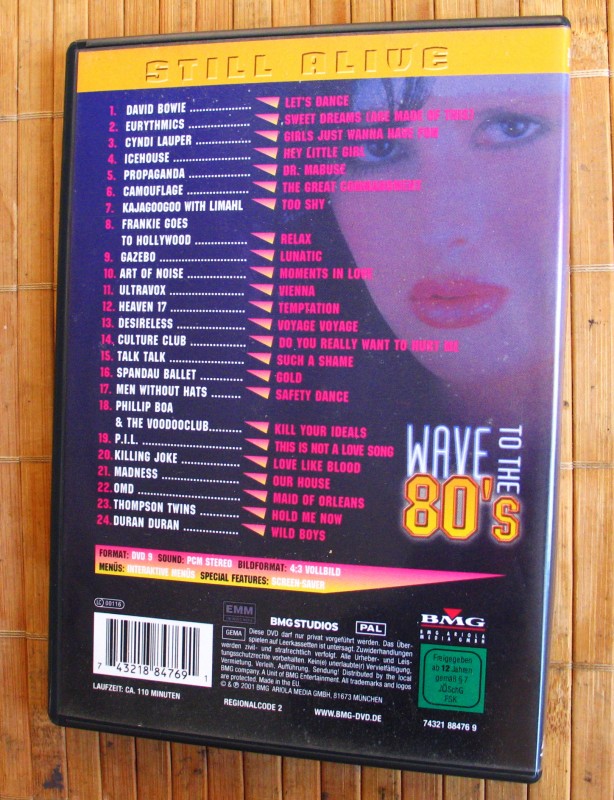 STILL ALIVE
1. DAVID BOWIE .................. LET'S DANCE
2. EURYTHMICS .................. SWEET DREAMS (ARE MADE OF THIS)
3. CYNDI LAUPER ............... GIRLS JUST WANNA HAVE FUN
4. ICEHOUSE ..................... HEY LITTLE GIRL
5. PROPAGANDA ................ DR. MABUSE
6. CAMOUFLAGE ................ THE GREAT COMMANDMENT
7. KAJAGOOGOO WITH LIMAHL TOO SHY
8. FRANKIE GOES
TO HOLLYWOOD ............... RELAX
9. GAZEBO ........................ LUNATIC
10. ART OF NOISE ............... MOMENTS IN LOVE
11. ULTRAVOX ..................... VIENNA
12. HEAVEN 17 .................... TEMPTATION
13. DESIRELESS ................... VOYAGE VOYAGE
14. CULTURE CLUB ............... DO YOU REALLY WANT TO HURT ME
15. TALK TALK ..................... SUCH A SHAME
16. SPANDAU BALLET ............ GOLD
17. MEN WITHOUT HATS ......... SAFETY DANCE
18. PHILLIP BOA
& THE VOODOOCLUB......... KILL YOUR IDEALS
19. P.I.L. ............................ THIS IS NOT A LOVE SONG
20. KILLING JOKE ................ LOVE LIKE BLOOD
21. MADNESS ..................... OUR HOUSE
22. OMD ............................ MAID OF ORLEANS
23. THOMPSON TWINS .......... HOLD ME NOW
24. DURAN DURAN ............... WILD BOYS
WAVE TO THE
80's
FORMAT: DVD 9 SOUND: PCM STEREO BILDFORMAT: 4:3 VOLLBILD
MENÜS: INTERAKTIVE MENÜS SPECIAL FEATURES: SCREEN-SAVER
LC 00116
7 43218 84769 1
LAUFZEIT: CA. 110 MINUTEN
EMM
BMG STUDIOS
PAL
GEMA
Diese DVD darf nur privat vorgeführt werden. Das Über-
spielen auf Leerkassetten ist untersagt. Zuwiderhandlungen
werden zivil- und strafrechtlich verfolgt. Alle Urheber- und Leis-
tungsschutzrechte vorbehalten. Kein(e) unerlaubte(r) Vervielfältigung,
Vermietung, Verleih, Aufführung, Sendung! Distributed by the local
BMG company. A Unit of BMG Entertainment. All trademarks and logos
are protected. Made in the EU.
© & ℗ 2001 BMG ARIOLA MEDIA GMBH, 81673 MÜNCHEN
REGIONALCODE 2
WWW.BMG-DVD.DE
BMG
BMG ARIOLA
MEDIA GMBH
Freigegeben
ab 12 Jahren
gemäß § 7
JÖSchG
FSK
74321 88476 9